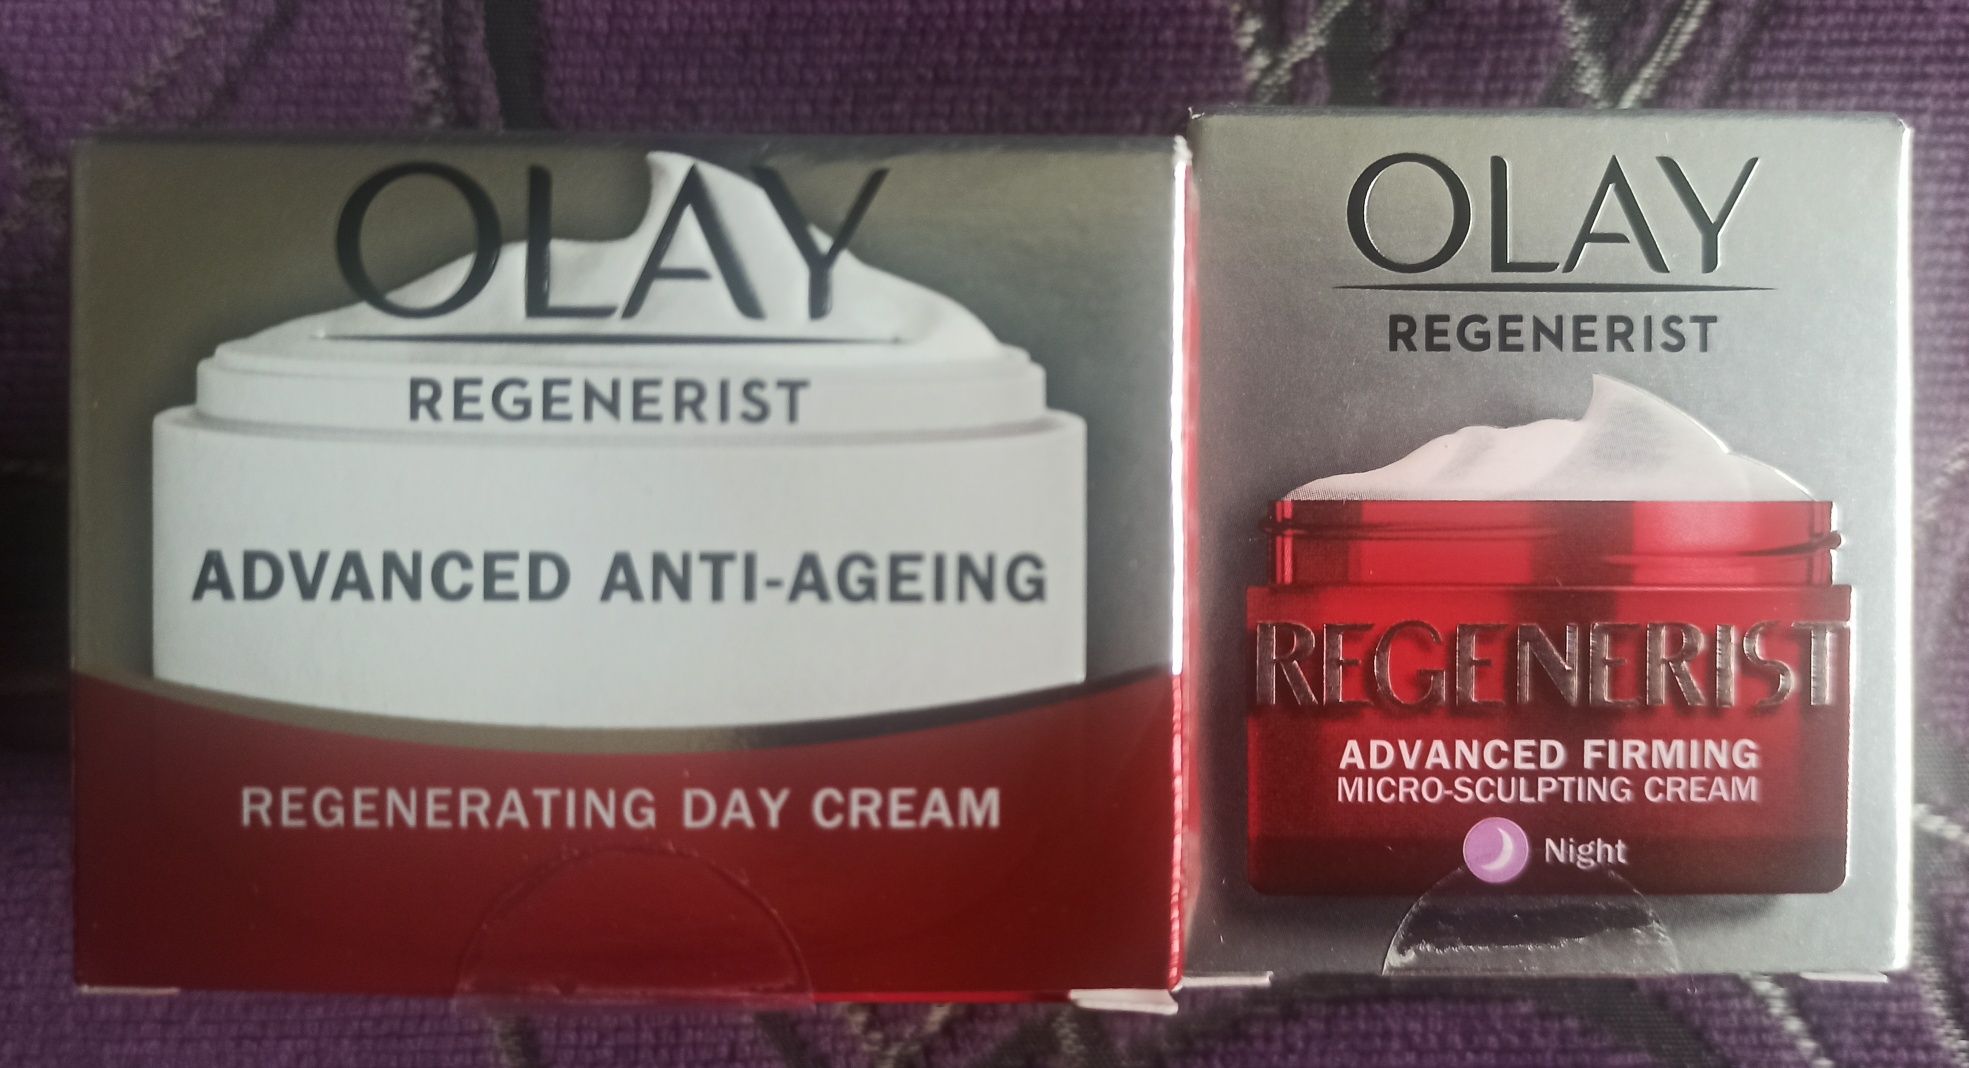 OLAY
REGENERIST
ADVANCED ANTI-AGEING
REGENERATING DAY CREAM
OLAY
REGENERIST
REGENERIST
ADVANCED FIRMING
MICRO-SCULPTING CREAM
Night